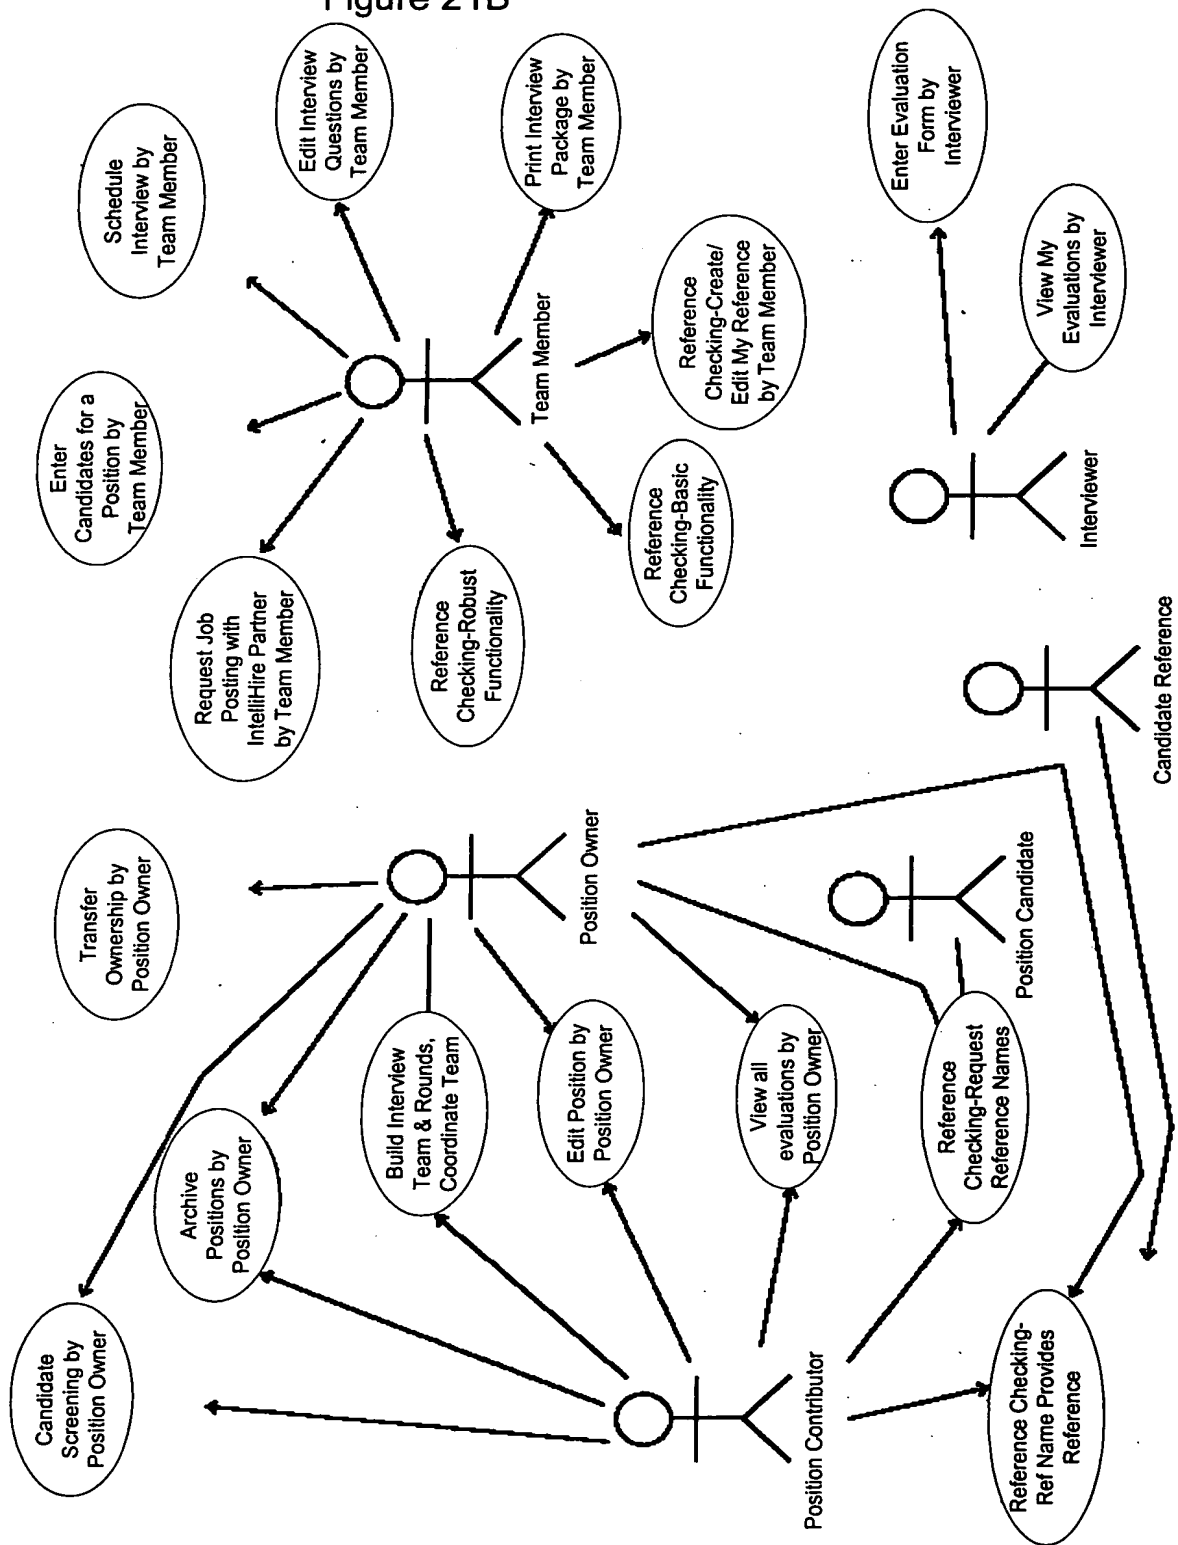 Figure 21B
Candidate
Screening by
Position Owner
Archive
Positions by
Position Owner
Transfer
Ownership by
Position Owner
Build Interview
Team & Rounds,
Coordinate Team
Edit Position by
Position Owner
View all
evaluations by
Position Owner
Reference
Checking-Request
Reference Names
Reference Checking-
Ref Name Provides
Reference
Position Contributor
Position Owner
Position Candidate
Candidate Reference
Enter
Candidates for a
Position by
Team Member
Schedule
Interview by
Team Member
Request Job
Posting with
IntelliHire Partner
by Team Member
Edit Interview
Questions by
Team Member
Reference
Checking-Robust
Functionality
Print Interview
Package by
Team Member
Team Member
Reference
Checking-Basic
Functionality
Reference
Checking-Create/
Edit My Reference
by Team Member
Enter Evaluation
Form by
Interviewer
View My
Evaluations by
Interviewer
Interviewer